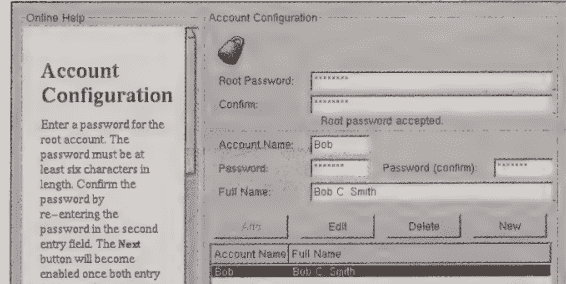 Online Help
Account
Configuration
Enter a password for the
root account. The
password must be at
least six characters in
length. Confirm the
password by
re-entering the
password in the second
entry field. The Next
button will become
enabled once both entry
Account Configuration
Root Password: ********
Confirm: ********
Root password accepted.
Account Name: Bob
Password: ******* Password (confirm): *******
Full Name: Bob C. Smith
Add Edit Delete New
Account Name Full Name
Bob Bob C. Smith